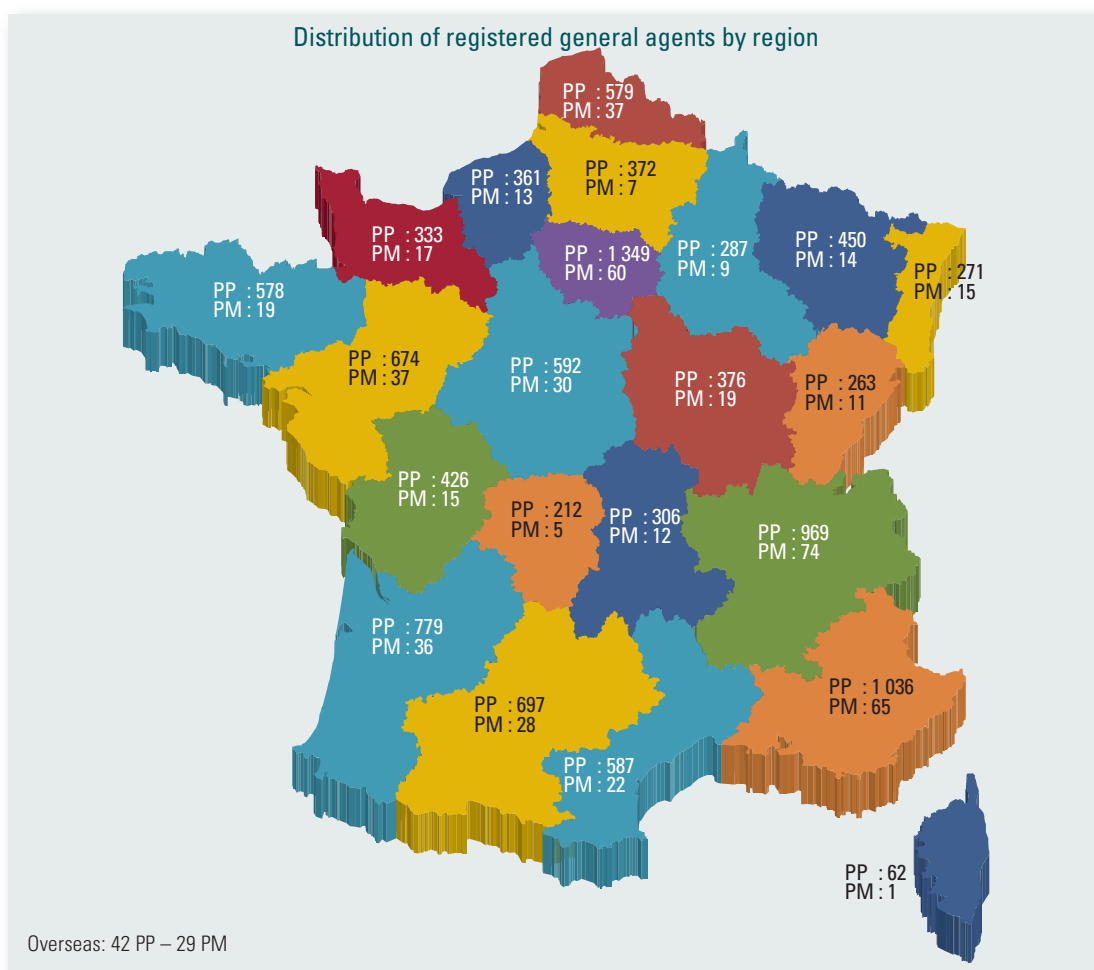 Distribution of registered general agents by region
PP : 579
PM : 37
PP : 372
PM : 7
PP : 361
PM : 13
PP : 333
PM : 17
PP : 1 349
PM : 60
PP : 287
PM : 9
PP : 450
PM : 14
PP : 271
PM : 15
PP : 578
PM : 19
PP : 674
PM : 37
PP : 592
PM : 30
PP : 376
PM : 19
PP : 263
PM : 11
PP : 426
PM : 15
PP : 212
PM : 5
PP : 306
PM : 12
PP : 969
PM : 74
PP : 779
PM : 36
PP : 697
PM : 28
PP : 587
PM : 22
PP : 1 036
PM : 65
PP : 62
PM : 1
Overseas: 42 PP – 29 PM